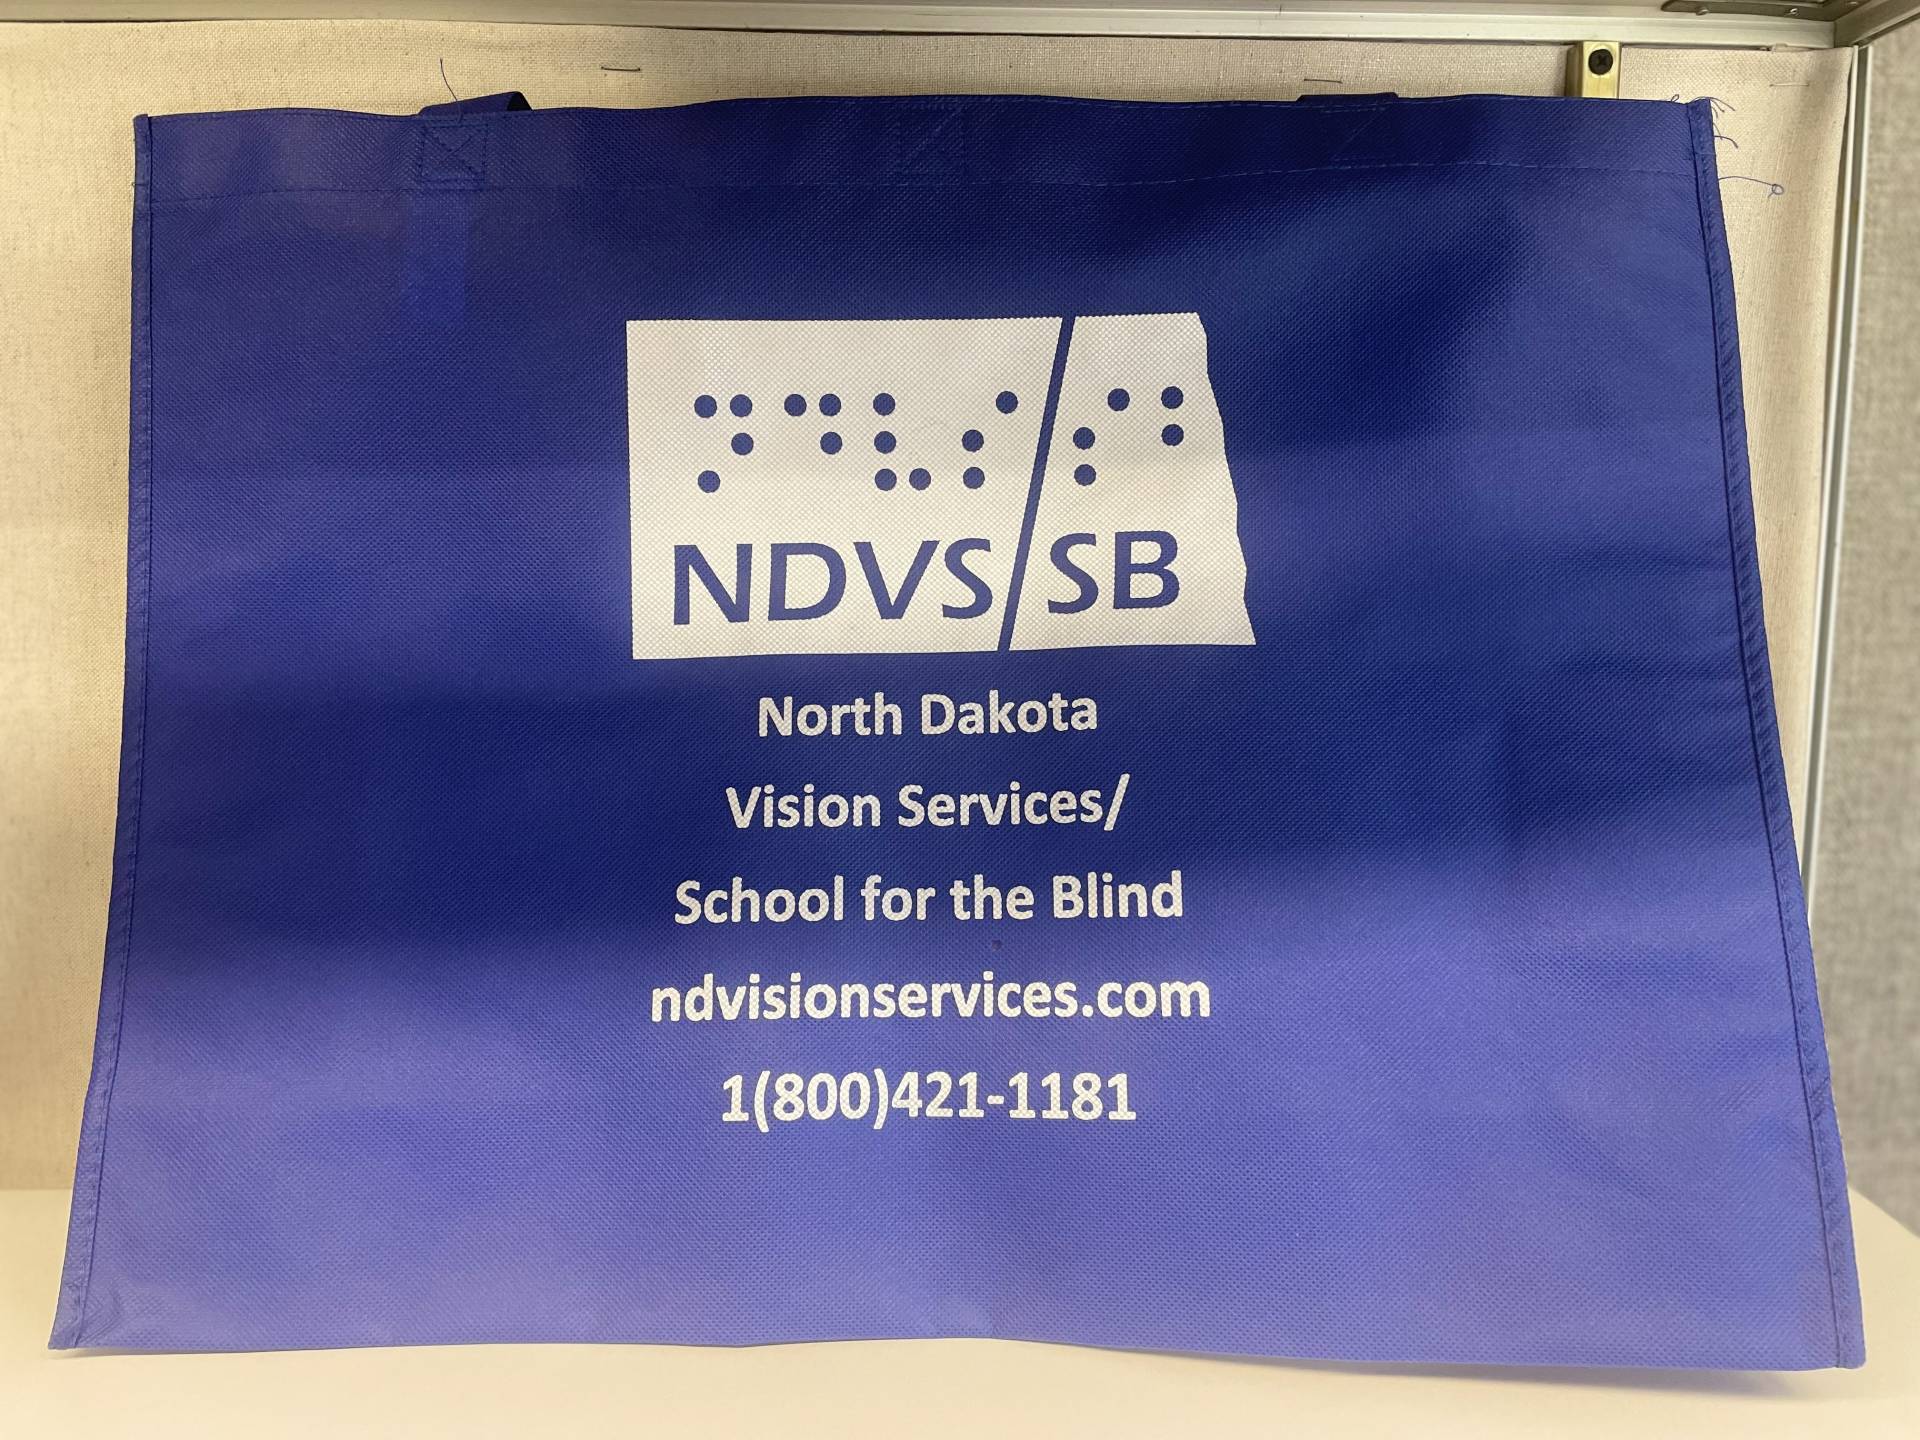 ⠝⠙⠧⠎/⠎⠃
NDVS/SB
North Dakota
Vision Services/
School for the Blind
ndvisionservices.com
1(800)421-1181